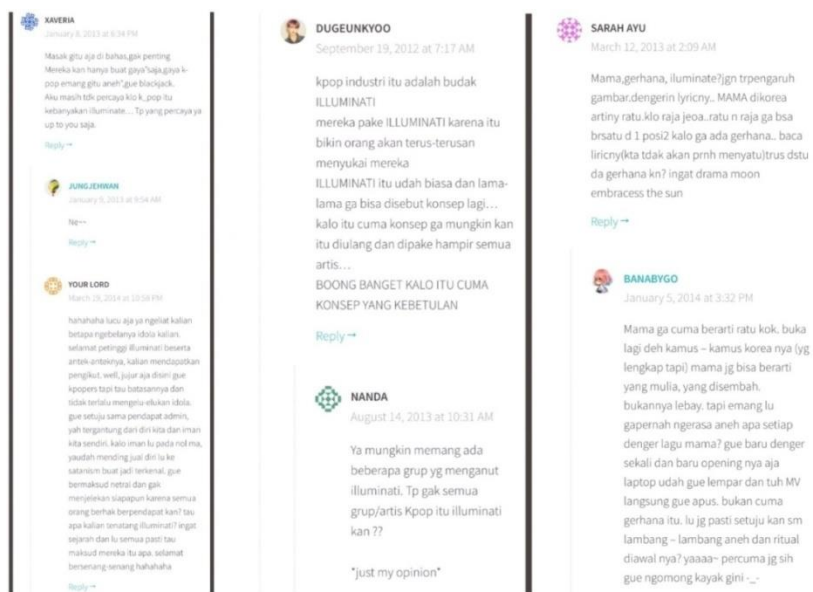 XAVERIA
January 8, 2013 at 6:34 PM
Masak gitu aja di bahas,gak penting.
Mereka kan hanya buat gaya"saja,gaya k-
pop emang gitu aneh",gue blackjack.
Aku masih tdk percaya klo k_pop itu
kebanyakan illuminate.... Tp yang percaya ya
up to you saja.
Reply →
JUNGJEHWAN
January 9, 2013 at 9:54 AM
Ne~~
Reply →
YOUR LORD
March 19, 2014 at 10:58 PM
hahahaha lucu aja ya ngeliat kalian
betapa ngebelanya idola kalian.
selamat petinggi illuminati beserta
antek-anteknya, kalian mendapatkan
pengikut. well, jujur aja disini gue
kpopers tapi tau batasannya dan
tidak terlalu mengelu-elukan idola.
gue setuju sama pendapat admin,
yah tergantung dari diri kita dan iman
kita sendiri. kalo iman lu pada nol ma,
yaudah mending jual diri lu ke
satanism buat jadi terkenal. gue
bermaksud netral dan gak
menjelekan siapapun karena semua
orang berhak berpendapat kan? tau
apa kalian tenatang illuminati? ingat
sejarah dan lu semua pasti tau
maksud mereka itu apa. selamat
bersenang-senang hahahaha
Reply →
DUGEUNKYOO
September 19, 2012 at 7:17 AM
kpop industri itu adalah budak
ILLUMINATI
mereka pake ILLUMINATI karena itu
bikin orang akan terus-terusan
menyukai mereka
ILLUMINATI itu udah biasa dan lama-
lama ga bisa disebut konsep lagi...
kalo itu cuma konsep ga mungkin kan
itu diulang dan dipake hampir semua
artis...
BOONG BANGET KALO ITU CUMA
KONSEP YANG KEBETULAN
Reply →
NANDA
August 14, 2013 at 10:31 AM
Ya mungkin memang ada
beberapa grup yg menganut
illuminati. Tp gak semua
grup/artis Kpop itu illuminati
kan ??
*just my opinion*
SARAH AYU
March 12, 2013 at 2:09 AM
Mama,gerhana, iluminate?jgn trpengaruh
gambar.dengerin lyricny.. MAMA dikorea
artiny ratu.klo raja jeoa..ratu n raja ga bsa
brsatu d 1 posi2 kalo ga ada gerhana.. baca
liricny(kta tdak akan prnh menyatu)trus dstu
da gerhana kn? ingat drama moon
embracess the sun
Reply →
BANABYGO
January 5, 2014 at 3:32 PM
Mama ga cuma berarti ratu kok. buka
lagi deh kamus – kamus korea nya (yg
lengkap tapi) mama jg bisa berarti
yang mulia, yang disembah.
bukannya lebay. tapi emang lu
gapernah ngerasa aneh apa setiap
denger lagu mama? gue baru denger
sekali dan baru opening nya aja
laptop udah gue lempar dan tuh MV
langsung gue apus. bukan cuma
gerhana itu. lu jg pasti setuju kan sm
lambang – lambang aneh dan ritual
diawal nya? yaaaa~ percuma jg sih
gue ngomong kayak gini -_-